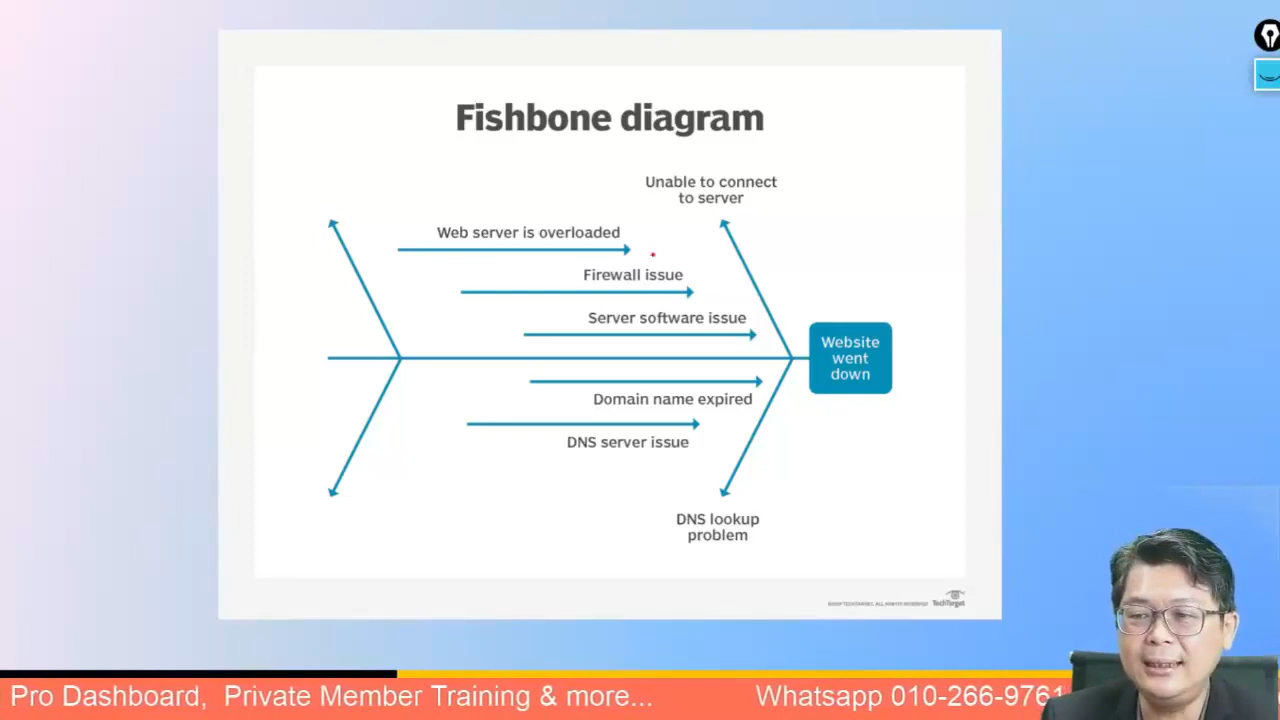 Fishbone diagram
Unable to connect
to server
Web server is overloaded
Firewall issue
Server software issue
Website
went
down
Domain name expired
DNS server issue
DNS lookup
problem
TechTarget
Pro Dashboard, Private Member Training & more...
Whatsapp 010-266-9761